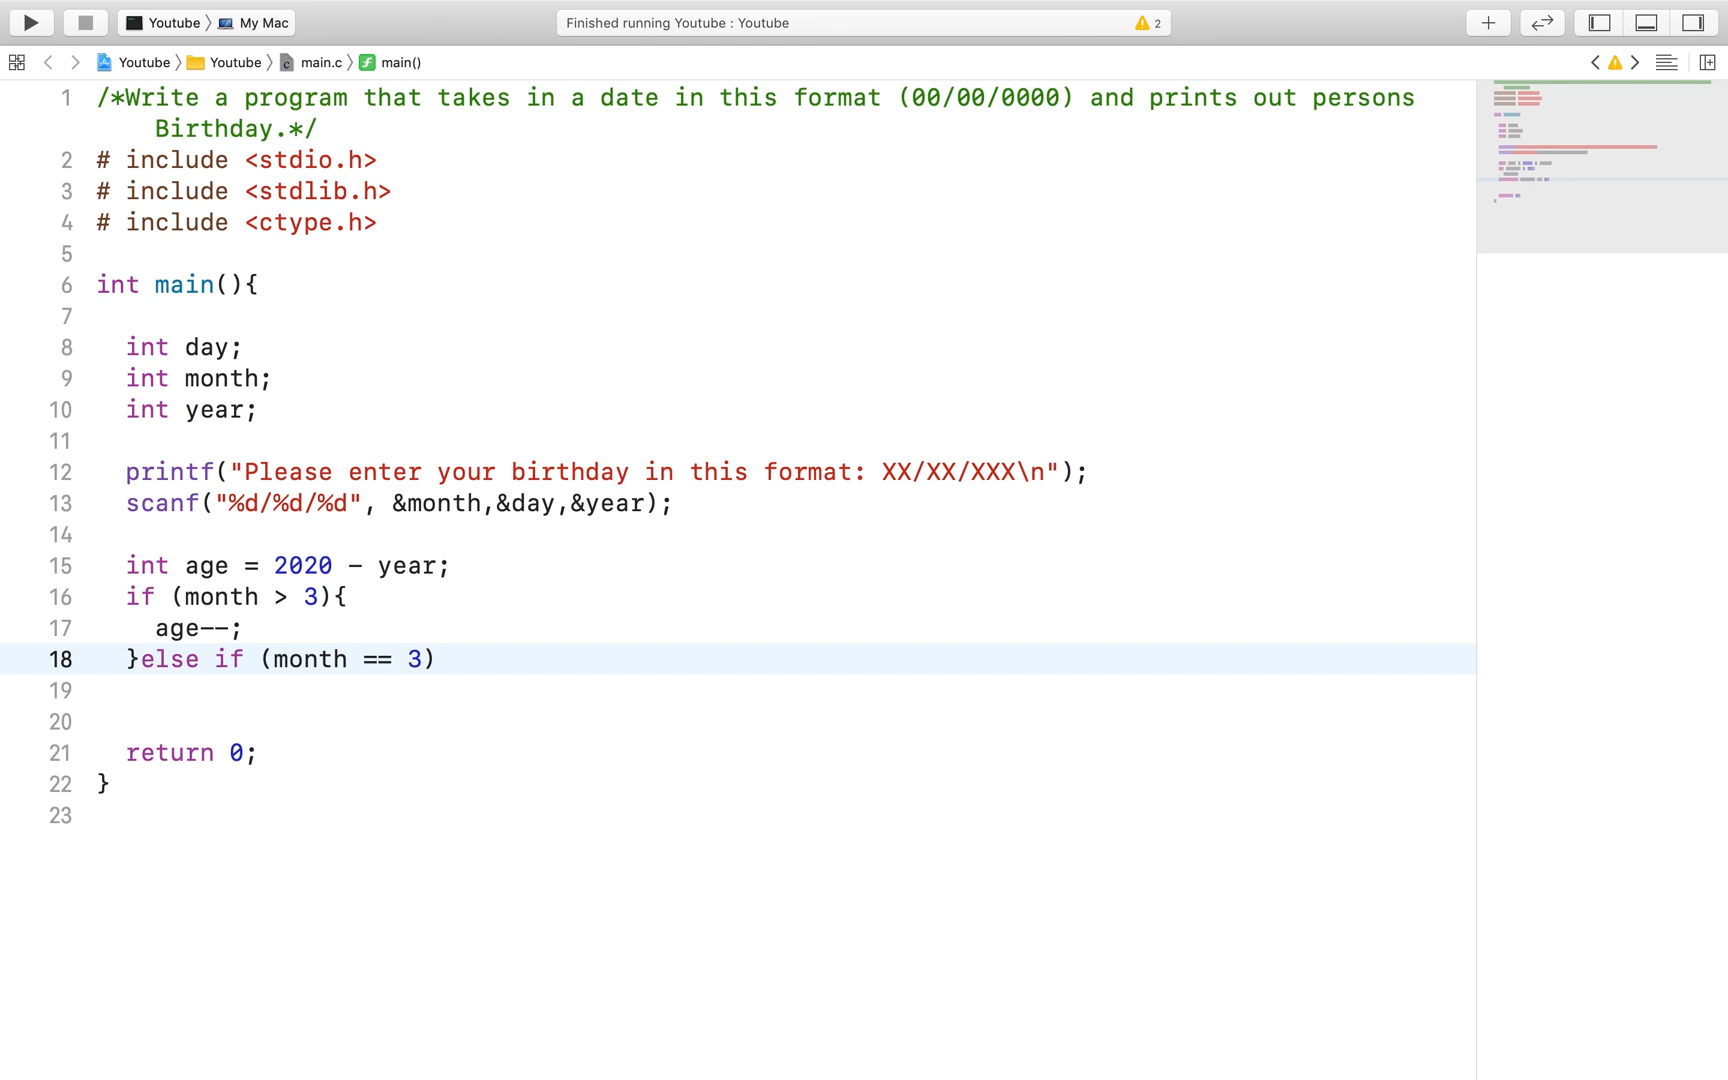 Youtube 〉 My Mac
Finished running Youtube : Youtube
2
Youtube 〉 Youtube 〉 main.c 〉 main()
1 /*Write a program that takes in a date in this format (00/00/0000) and prints out persons
Birthday.*/
2 # include <stdio.h>
3 # include <stdlib.h>
4 # include <ctype.h>
5
6 int main(){
7
8 int day;
9 int month;
10 int year;
11
12 printf("Please enter your birthday in this format: XX/XX/XXX\n");
13 scanf("%d/%d/%d", &month,&day,&year);
14
15 int age = 2020 - year;
16 if (month > 3){
17 age--;
18 }else if (month == 3)
19
20
21 return 0;
22 }
23